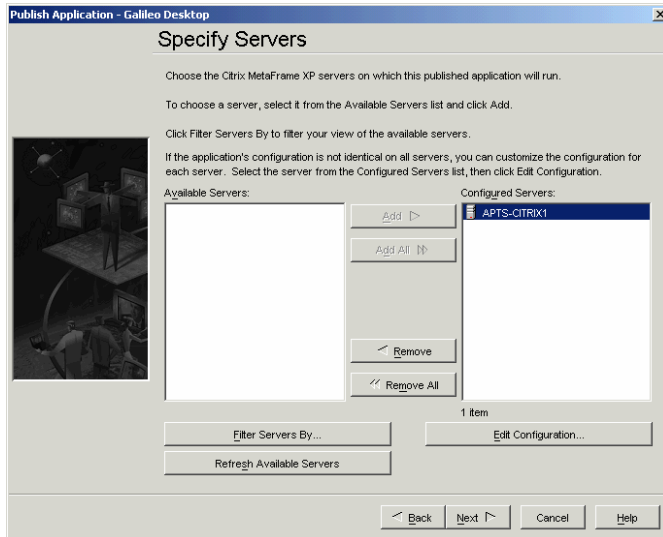 Publish Application - Galileo Desktop
Specify Servers
Choose the Citrix MetaFrame XP servers on which this published application will run.
To choose a server, select it from the Available Servers list and click Add.
Click Filter Servers By to filter your view of the available servers.
If the application's configuration is not identical on all servers, you can customize the configuration for
each server. Select the server from the Configured Servers list, then click Edit Configuration.
Available Servers:
Configured Servers:
Add
APTS-CITRIX1
Add All
Remove
Remove All
1 item
Filter Servers By...
Edit Configuration...
Refresh Available Servers
Back
Next
Cancel
Help